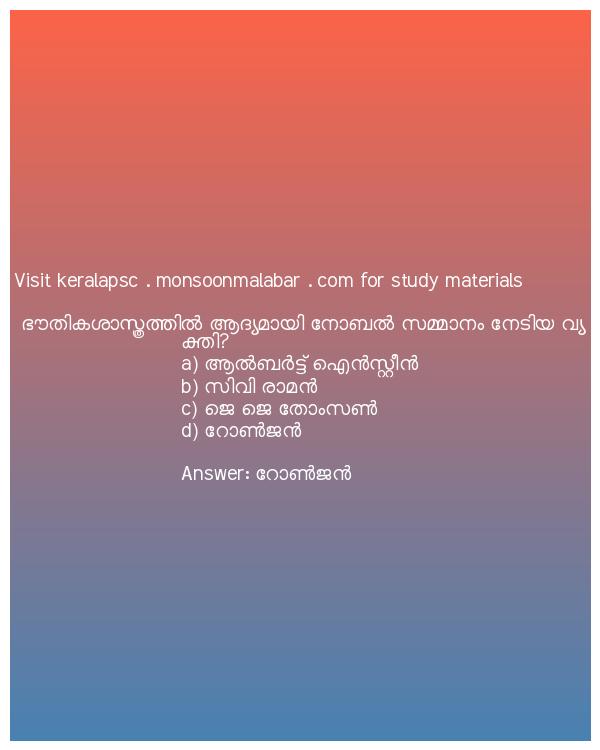 Visit keralapsc . monsoonmalabar . com for study materials
ഭൗതികശാസ്ത്രത്തിൽ ആദ്യമായി നോബൽ സമ്മാനം നേടിയ വ്യ
ക്തി?
a) ആൽബർട്ട് ഐൻസ്റ്റീൻ
b) സിവി രാമൻ
c) ജെ ജെ തോംസൺ
d) റോൺജൻ
Answer: റോൺജൻ